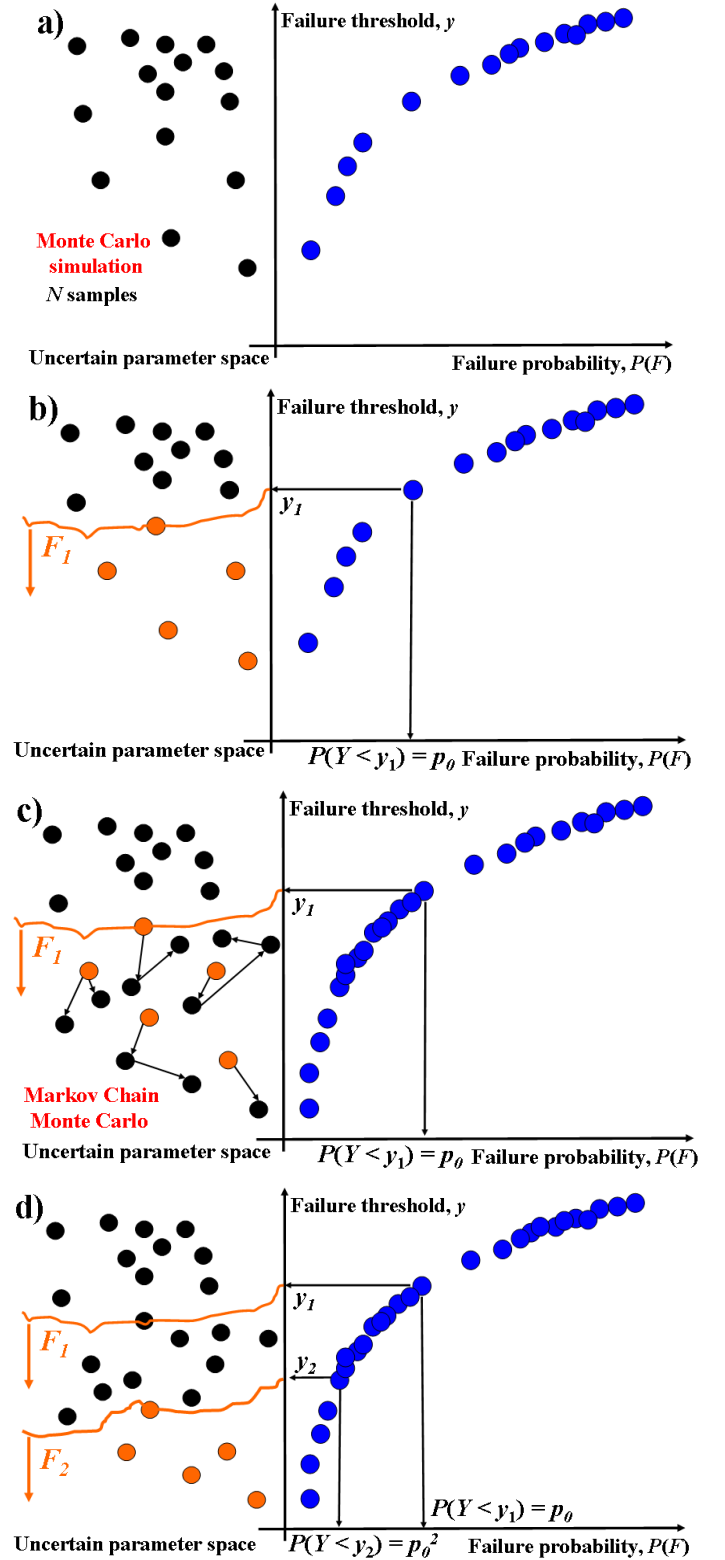 a)
Failure threshold, y
Monte Carlo
simulation
N samples
Uncertain parameter space
Failure probability, P(F)
b)
Failure threshold, y
y₁
F₁
Uncertain parameter space
P(Y < y₁) = p₀
Failure probability, P(F)
c)
Failure threshold, y
y₁
F₁
Markov Chain
Monte Carlo
Uncertain parameter space
P(Y < y₁) = p₀
Failure probability, P(F)
d)
Failure threshold, y
y₁
F₁
y₂
F₂
P(Y < y₁) = p₀
Uncertain parameter space
P(Y < y₂) = p₀²
Failure probability, P(F)